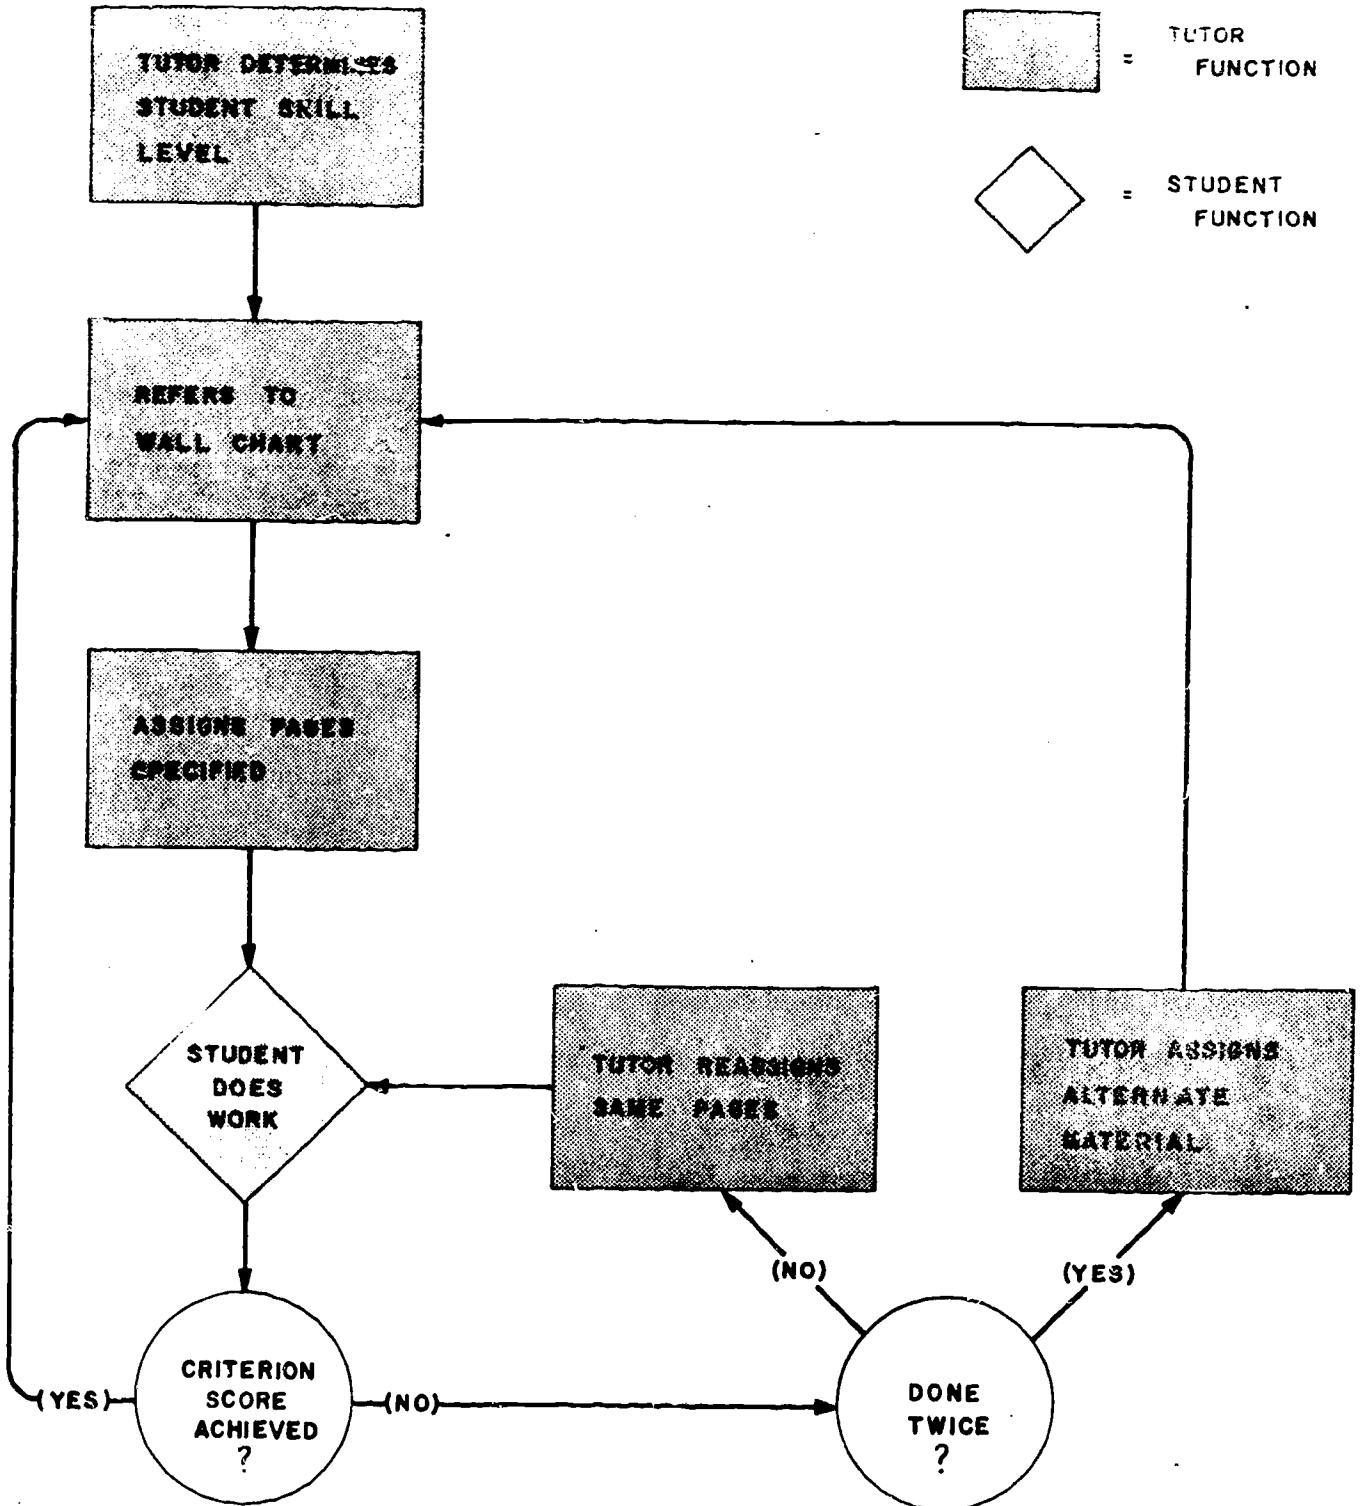 TUTOR DETERMINES
STUDENT SKILL
LEVEL
= TUTOR
FUNCTION
= STUDENT
FUNCTION
REFERS TO
WALL CHART
ASSIGNS PAGES
SPECIFIED
STUDENT
DOES
WORK
TUTOR REASSIGNS
SAME PAGES
TUTOR ASSIGNS
ALTERNATE
MATERIAL
(NO)
(YES)
CRITERION
SCORE
ACHIEVED
?
(YES)
(NO)
DONE
TWICE
?